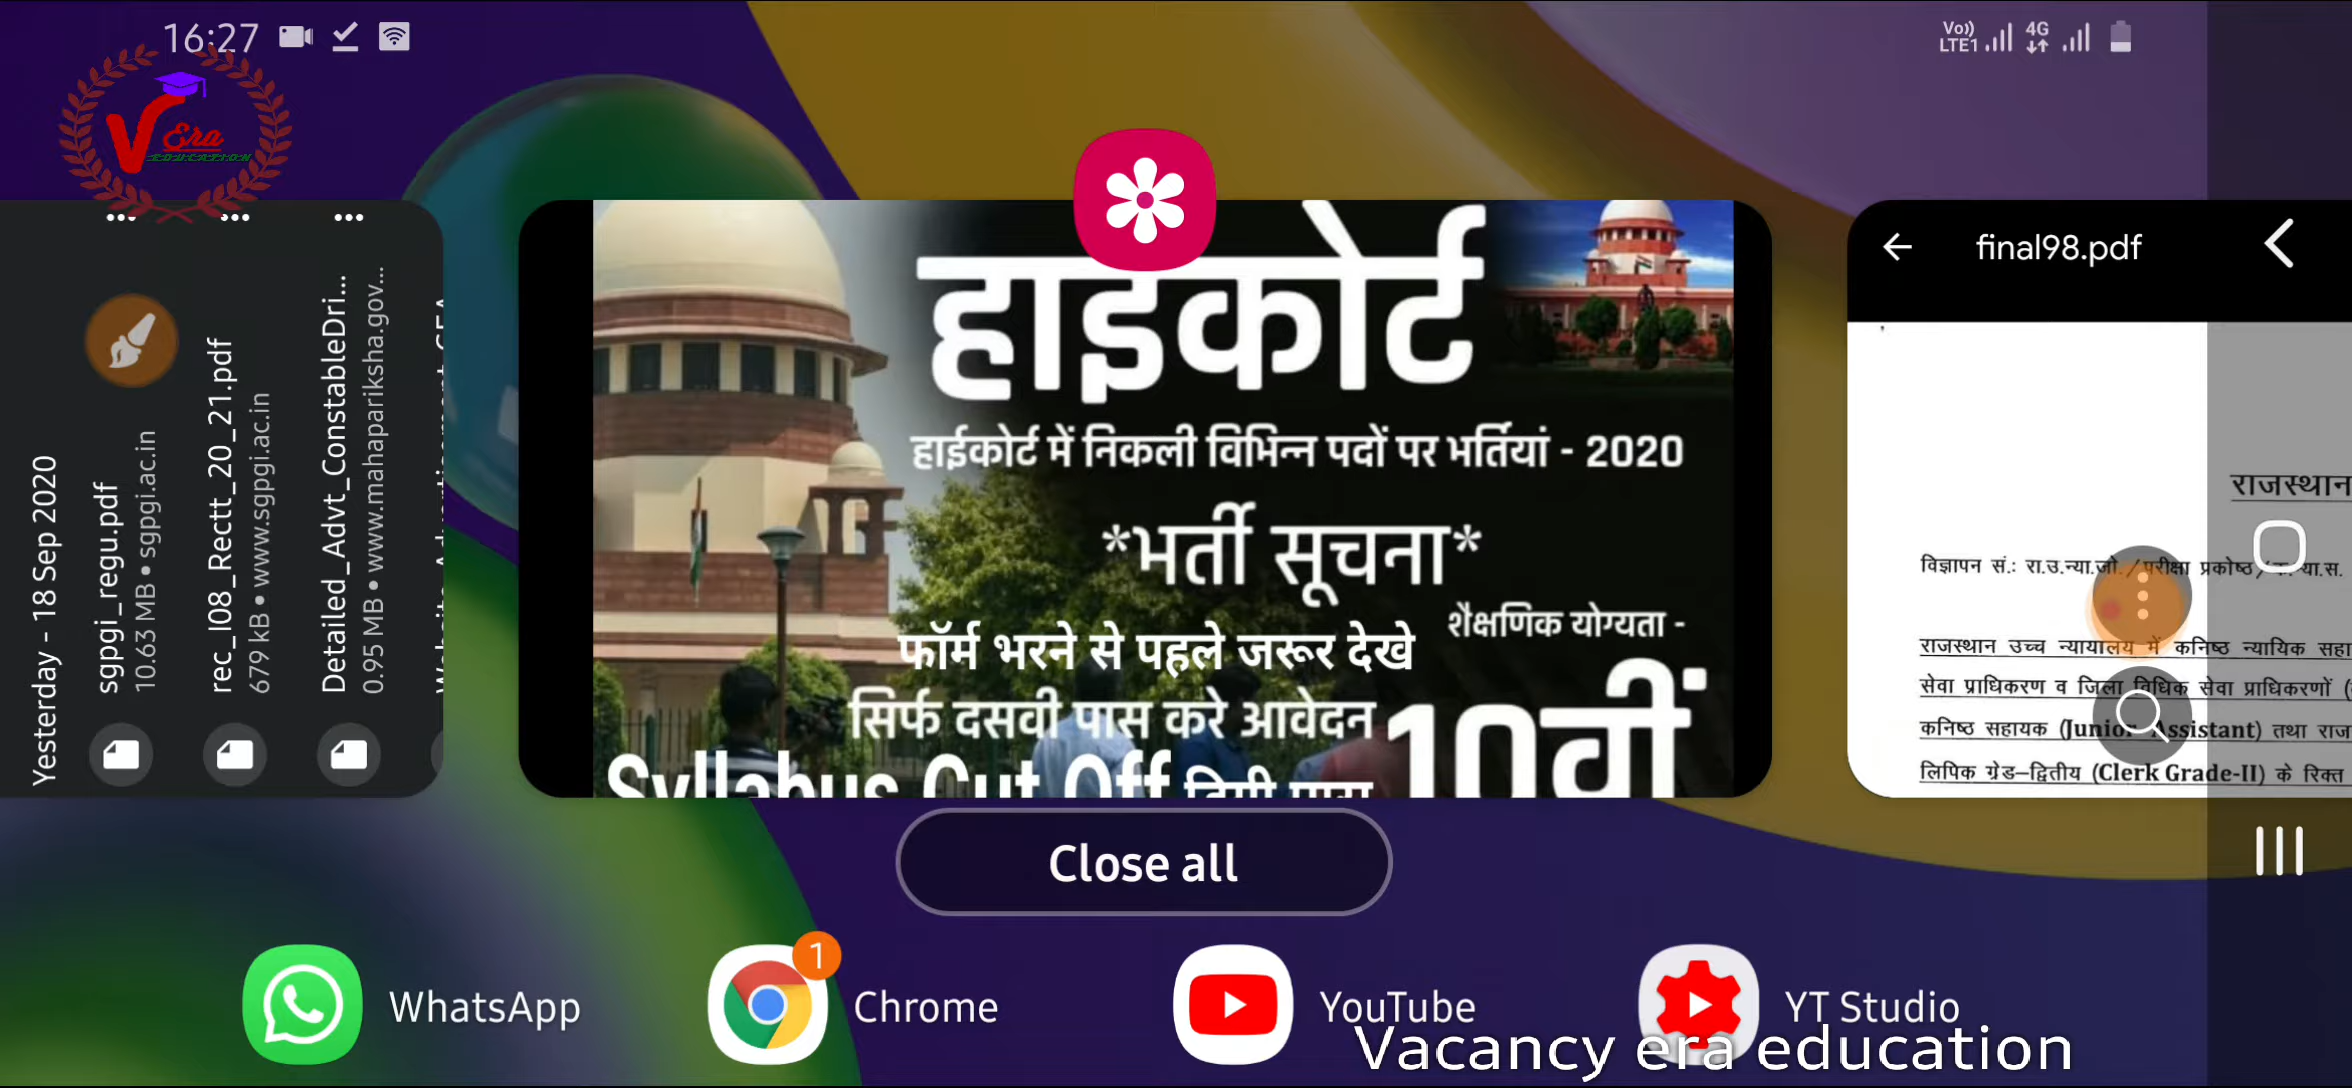 16:27
Vo)) LTE1
4G
V Era
EDUCATION
Yesterday - 18 Sep 2020
sgpgi_regu.pdf
10.63 MB • sgpgi.ac.in
rec_I08_Rectt_20_21.pdf
679 kB • www.sgpgi.ac.in
Detailed_Advt_ConstableDri...
0.95 MB • www.mahapariksha.gov...
हाइकोर्ट
हाईकोर्ट में निकली विभिन्न पदों पर भर्तियां - 2020
*भर्ती सूचना*
शैक्षणिक योग्यता -
फॉर्म भरने से पहले जरूर देखे
सिर्फ दसवी पास करे आवेदन
10वीं
Syllabus Cut Off
final98.pdf
राजस्थान
विज्ञापन सं.: रा.उ.न्या.जो./परीक्षा प्रकोष्ठ/
राजस्थान उच्च न्यायालय में कनिष्ठ न्यायिक सहा
सेवा प्राधिकरण व जिला विधिक सेवा प्राधिकरणों (
कनिष्ठ सहायक (Junior Assistant) तथा राज
लिपिक ग्रेड–द्वितीय (Clerk Grade-II) के रिक्त
Close all
WhatsApp
1
Chrome
YouTube
YT Studio
Vacancy era education